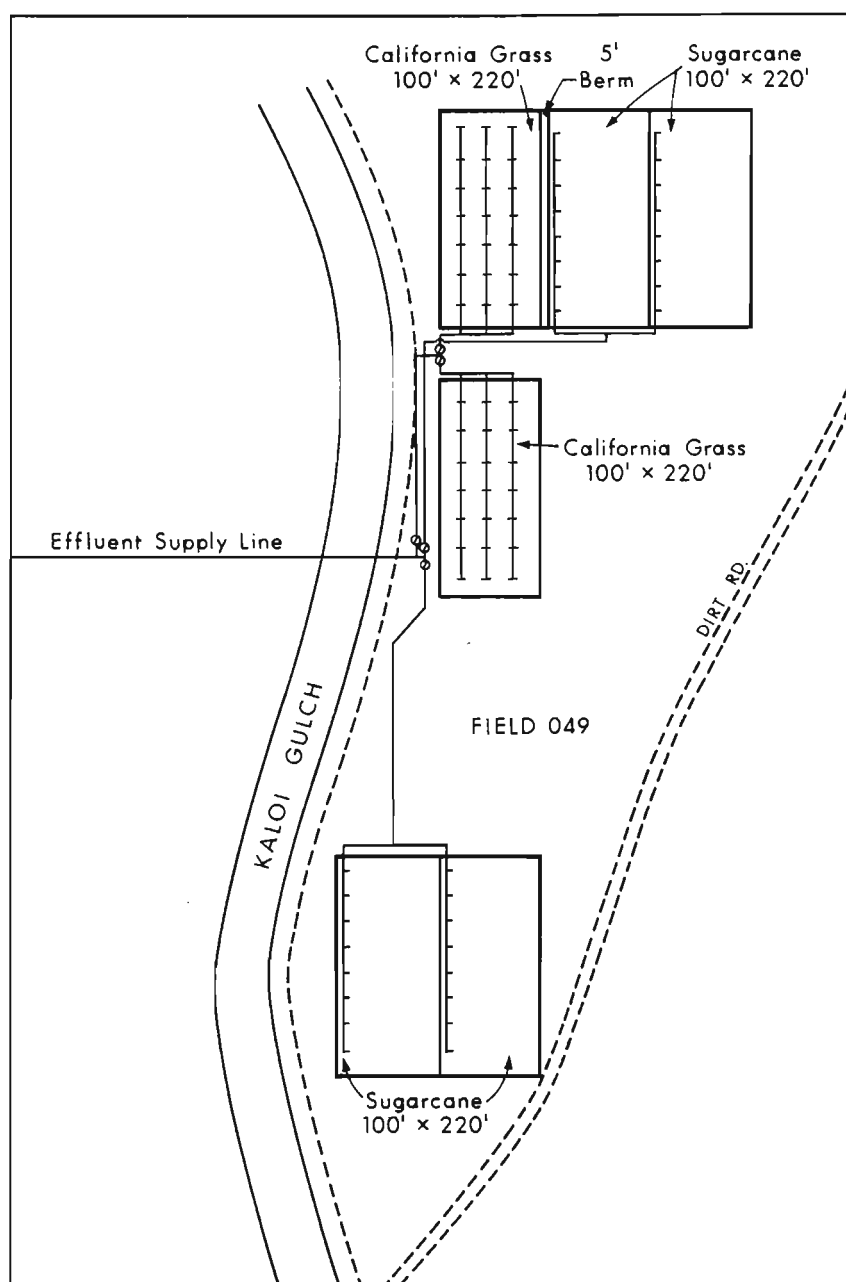 California Grass
100' × 220'
5'
Berm
Sugarcane
100' × 220'
California Grass
100' × 220'
Effluent Supply Line
DIRT RD.
FIELD 049
KALOI GULCH
Sugarcane
100' × 220'